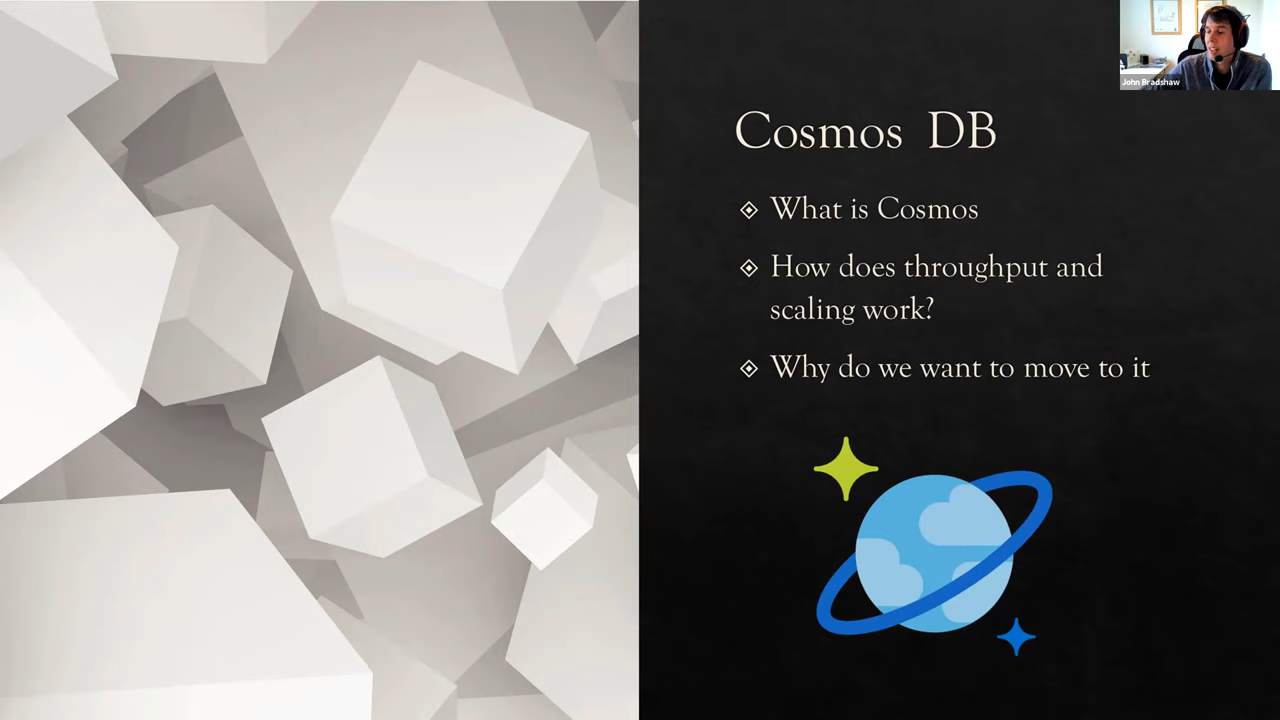 John Bradshaw
Cosmos DB
What is Cosmos
How does throughput and
scaling work?
Why do we want to move to it